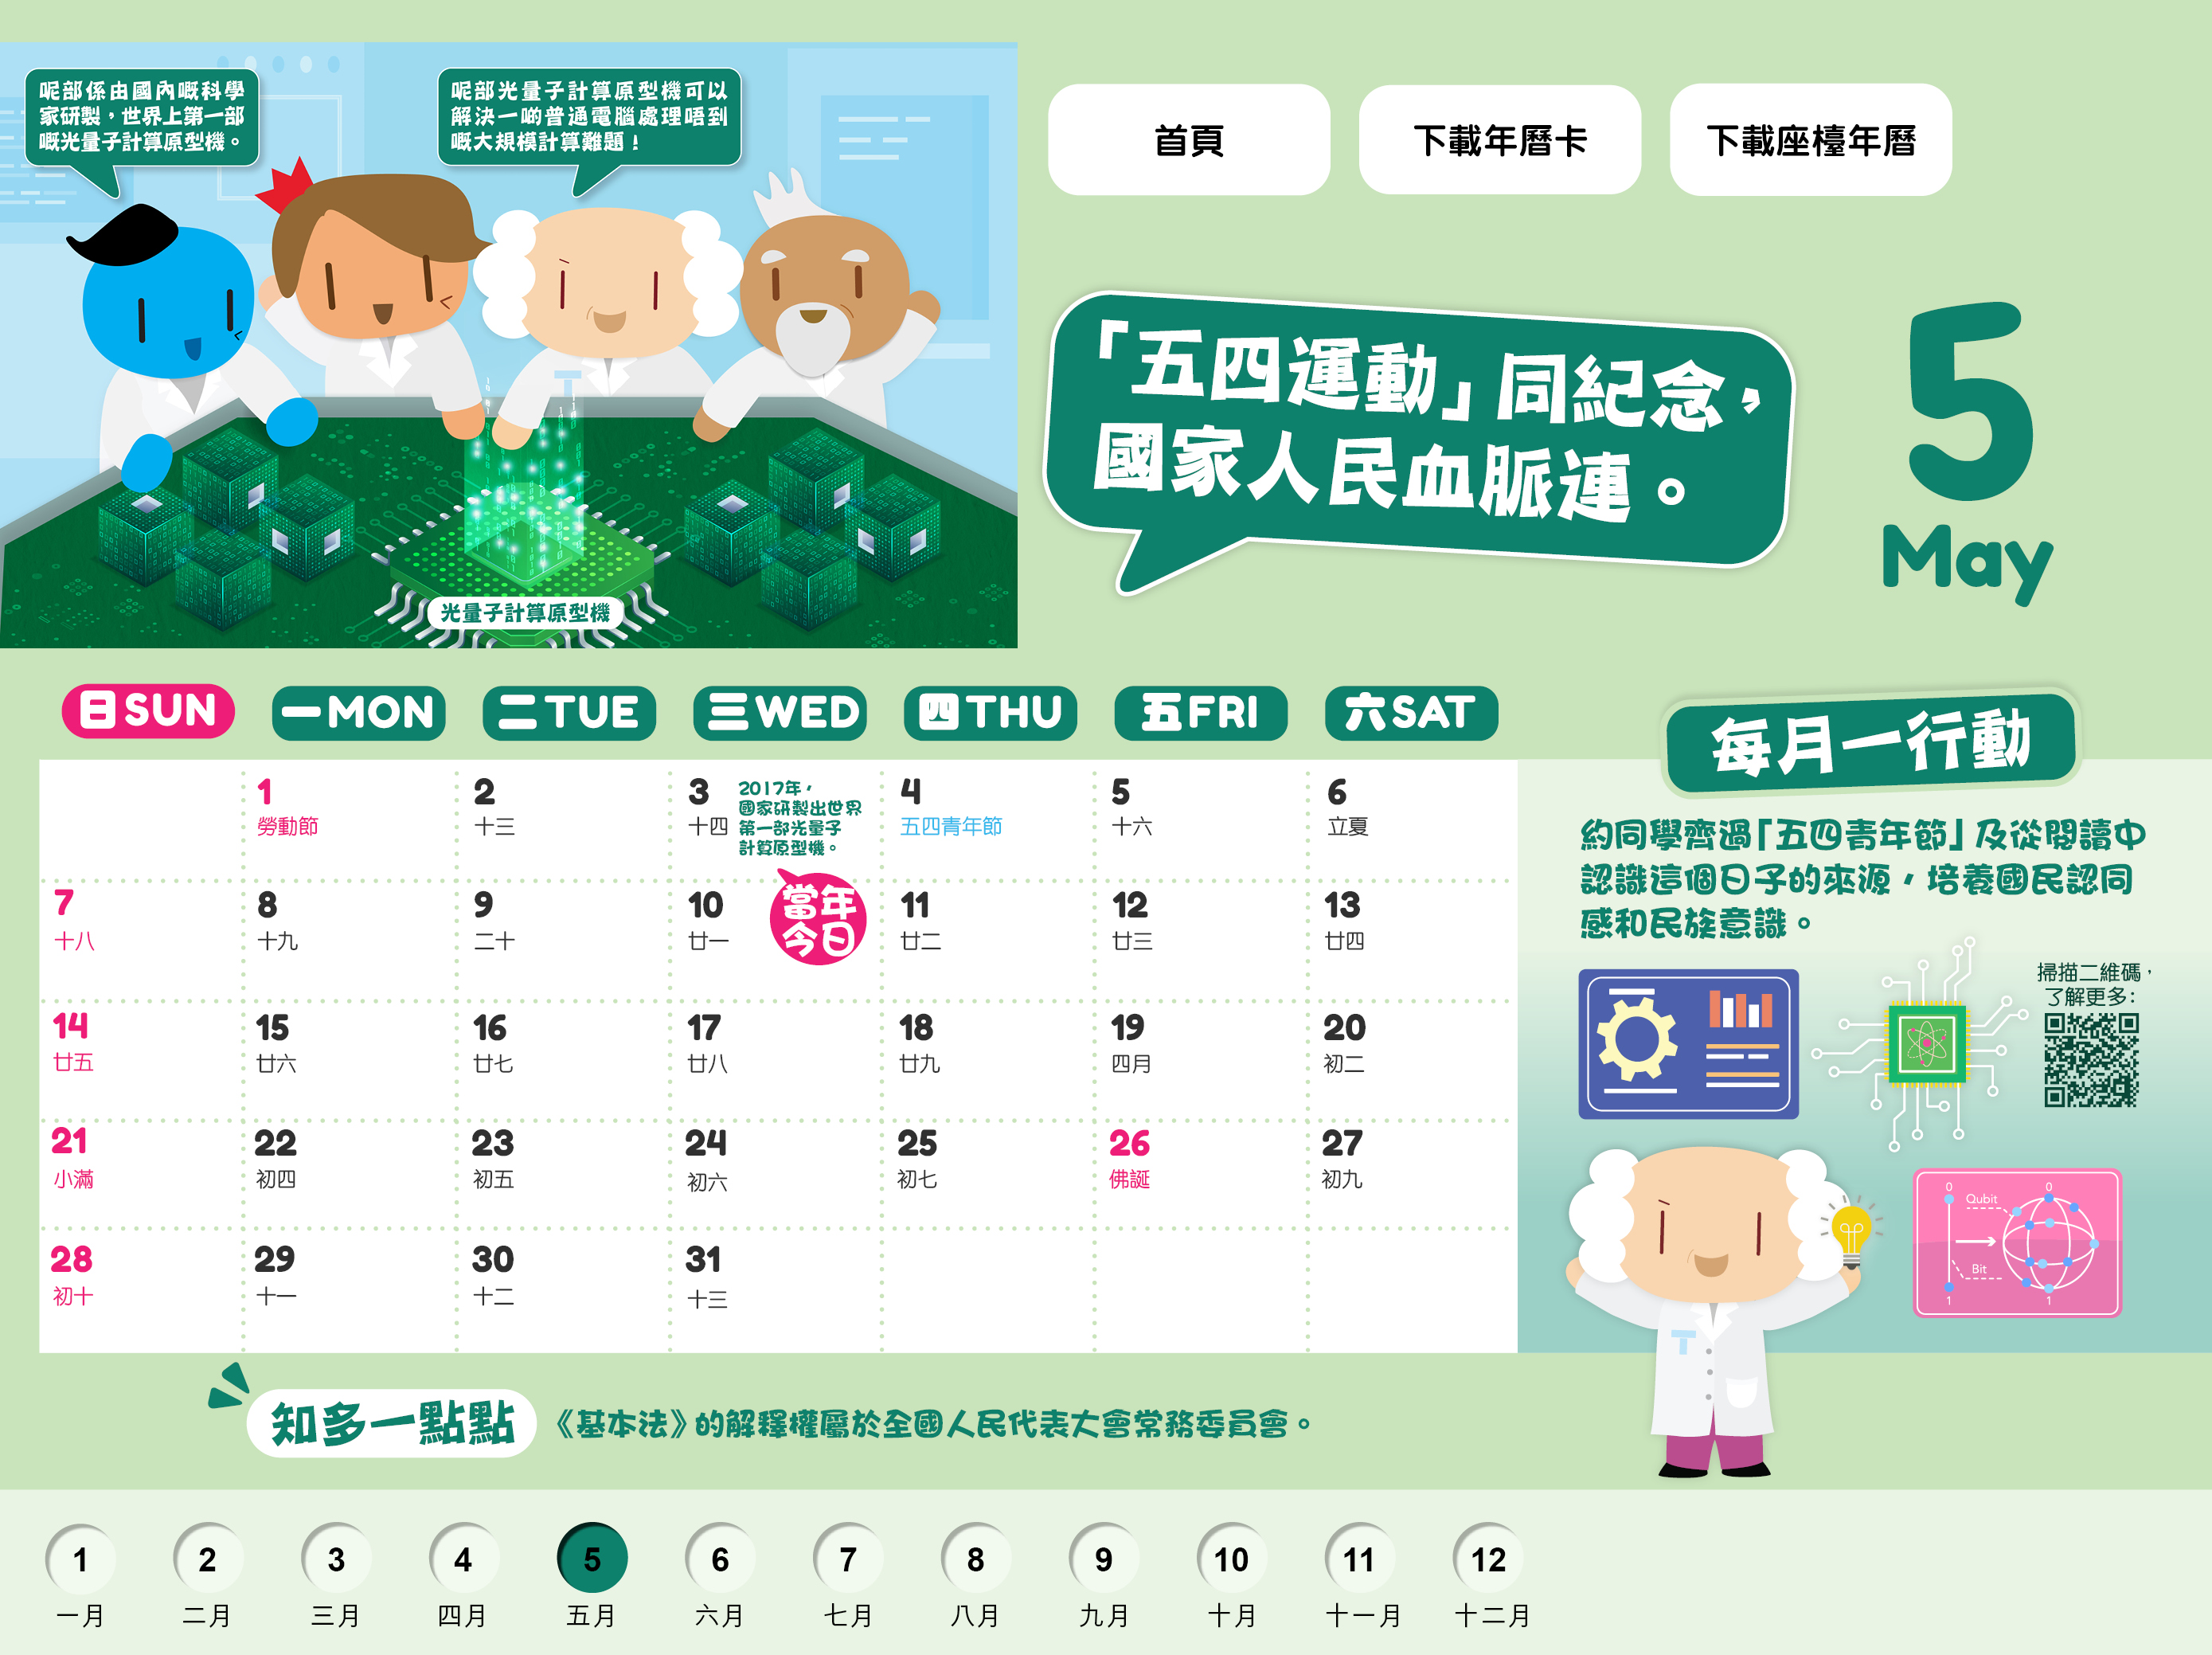 呢部係由國內嘅科學
家研製，世界上第一部
嘅光量子計算原型機。
呢部光量子計算原型機可以
解決一啲普通電腦處理唔到
嘅大規模計算難題！
光量子計算原型機
首頁
下載年曆卡
下載座檯年曆
「五四運動」同紀念，
國家人民血脈連。
5
May
日SUN
一MON
二TUE
三WED
四THU
五FRI
六SAT
1
勞動節
2
十三
3
十四
2017年，
國家研製出世界
第一部光量子
計算原型機。
當年
今日
4
五四青年節
5
十六
6
立夏
7
十八
8
十九
9
二十
10
廿一
11
廿二
12
廿三
13
廿四
14
廿五
15
廿六
16
廿七
17
廿八
18
廿九
19
四月
20
初二
21
小滿
22
初四
23
初五
24
初六
25
初七
26
佛誕
27
初九
28
初十
29
十一
30
十二
31
十三
每月一行動
約同學齊過「五四青年節」及從閱讀中
認識這個日子的來源，培養國民認同
感和民族意識。
掃描二維碼，
了解更多：
0
Qubit
0
Bit
1
1
知多一點點
《基本法》的解釋權屬於全國人民代表大會常務委員會。
1
一月
2
二月
3
三月
4
四月
5
五月
6
六月
7
七月
8
八月
9
九月
10
十月
11
十一月
12
十二月